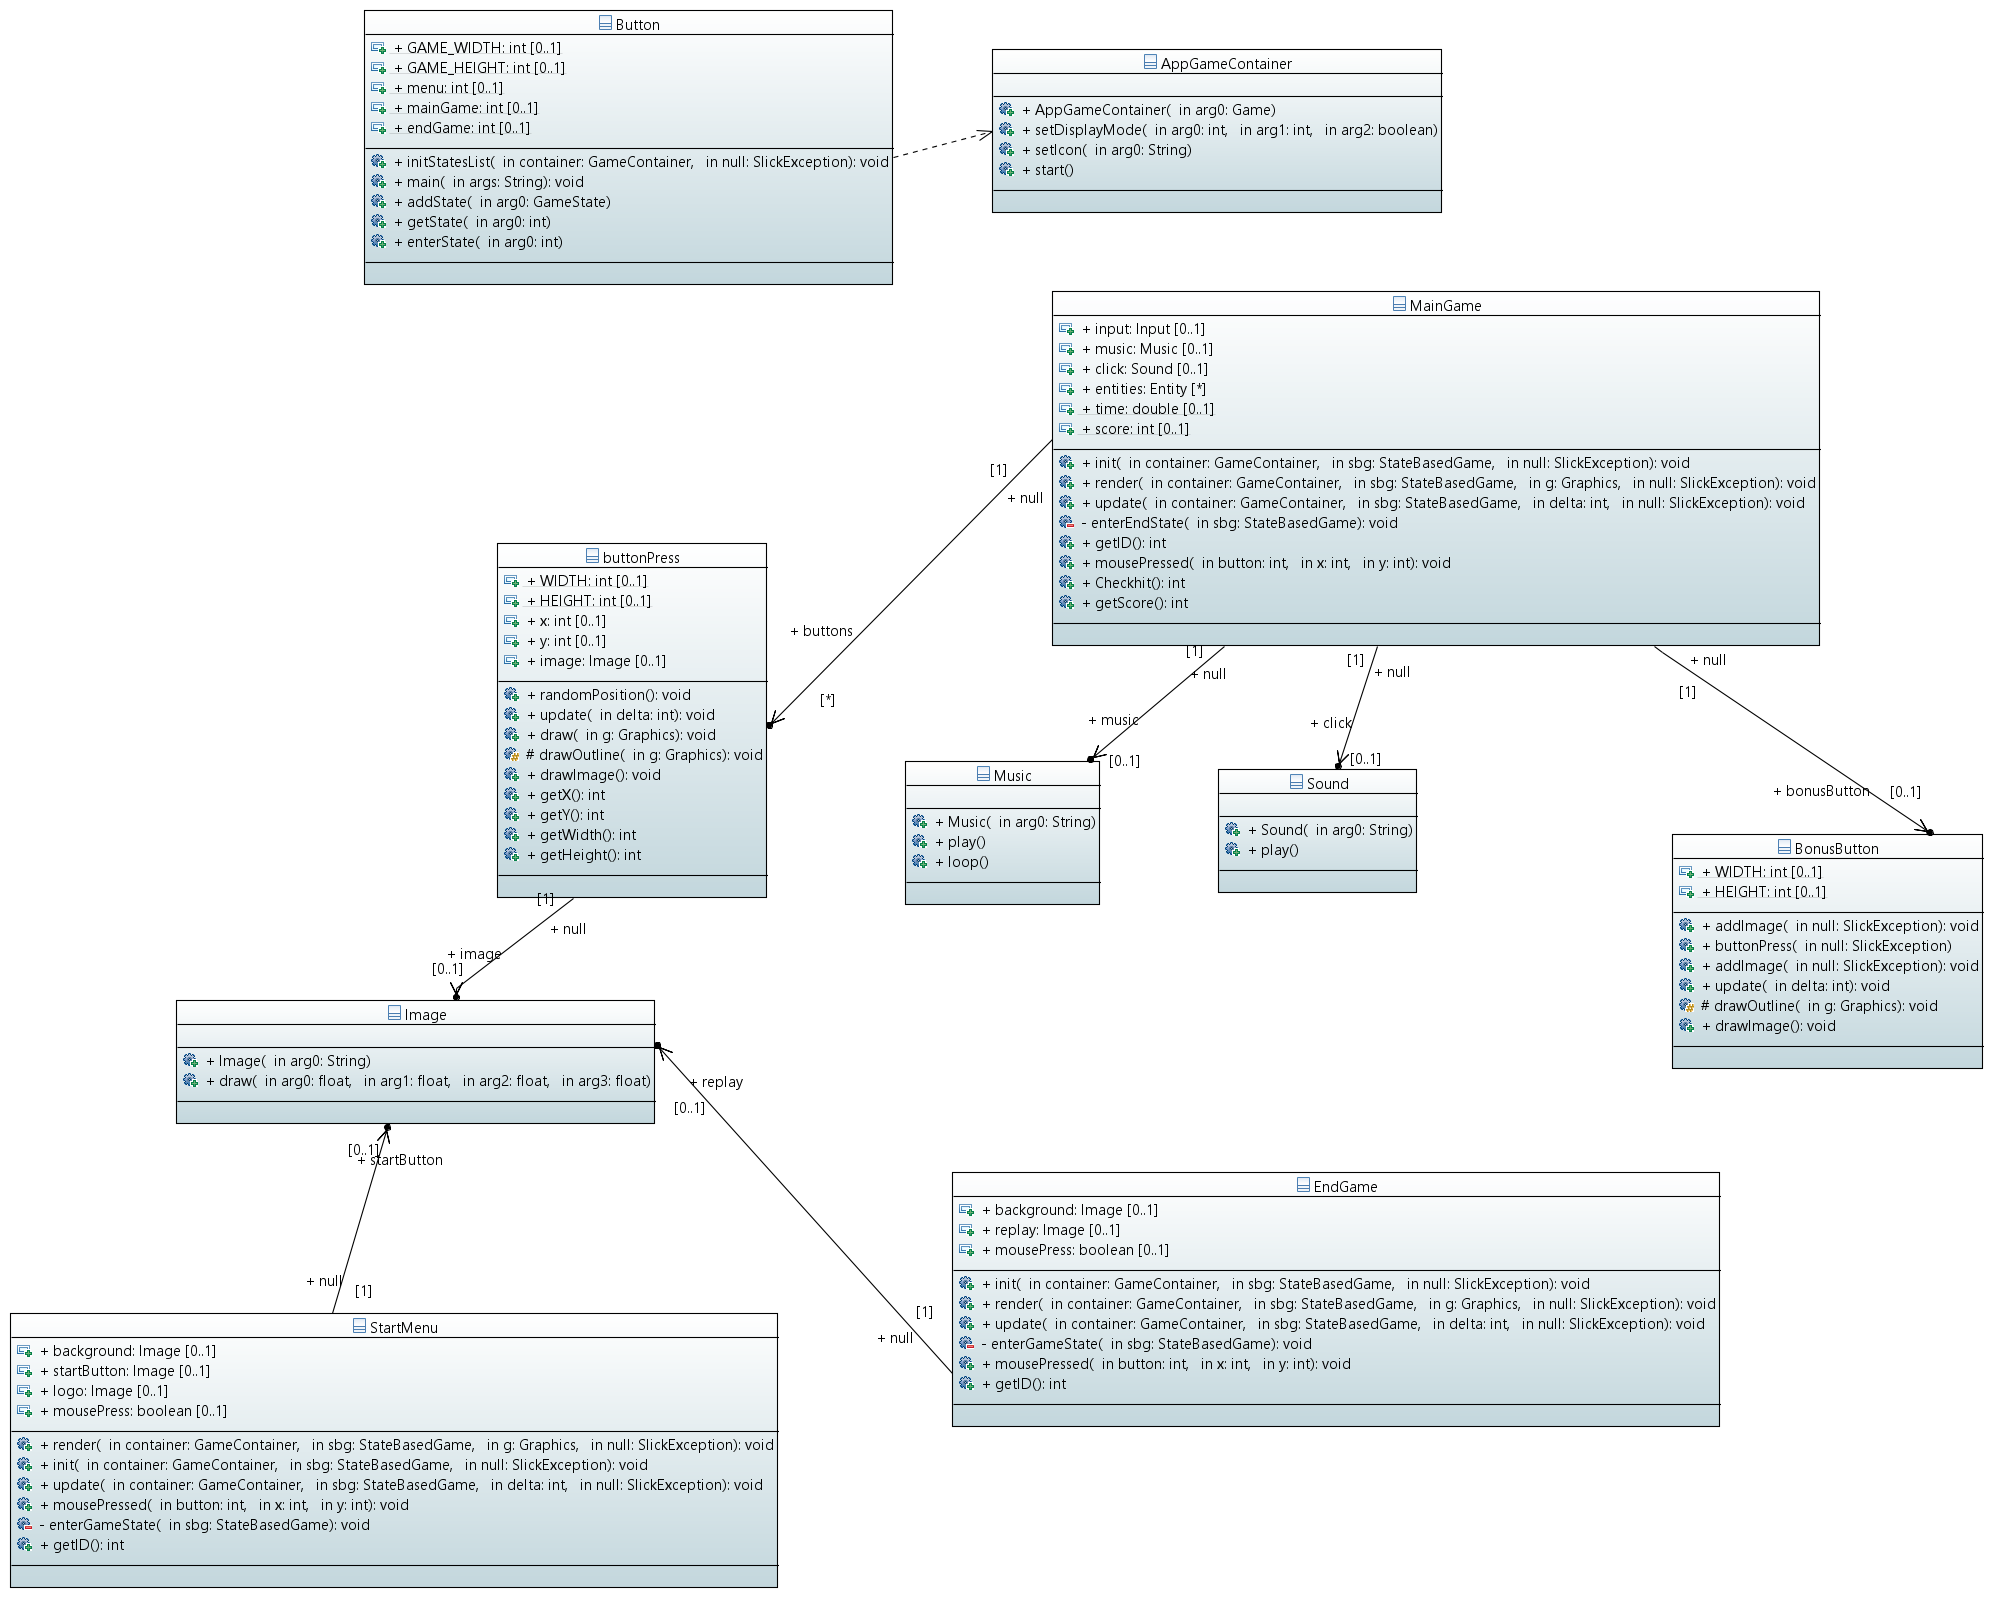 Button
+ GAME_WIDTH: int [0..1]
+ GAME_HEIGHT: int [0..1]
+ menu: int [0..1]
+ mainGame: int [0..1]
+ endGame: int [0..1]
+ initStatesList(  in container: GameContainer,   in null: SlickException): void
+ main(  in args: String): void
+ addState(  in arg0: GameState)
+ getState(  in arg0: int)
+ enterState(  in arg0: int)
AppGameContainer
+ AppGameContainer(  in arg0: Game)
+ setDisplayMode(  in arg0: int,   in arg1: int,   in arg2: boolean)
+ setIcon(  in arg0: String)
+ start()
MainGame
+ input: Input [0..1]
+ music: Music [0..1]
+ click: Sound [0..1]
+ entities: Entity [*]
+ time: double [0..1]
+ score: int [0..1]
+ init(  in container: GameContainer,   in sbg: StateBasedGame,   in null: SlickException): void
+ render(  in container: GameContainer,   in sbg: StateBasedGame,   in g: Graphics,   in null: SlickException): void
+ update(  in container: GameContainer,   in sbg: StateBasedGame,   in delta: int,   in null: SlickException): void
- enterEndState(  in sbg: StateBasedGame): void
+ getID(): int
+ mousePressed(  in button: int,   in x: int,   in y: int): void
+ Checkhit(): int
+ getScore(): int
[1]
+ null
+ buttons
[*]
buttonPress
+ WIDTH: int [0..1]
+ HEIGHT: int [0..1]
+ x: int [0..1]
+ y: int [0..1]
+ image: Image [0..1]
+ randomPosition(): void
+ update(  in delta: int): void
+ draw(  in g: Graphics): void
# drawOutline(  in g: Graphics): void
+ drawImage(): void
+ getX(): int
+ getY(): int
+ getWidth(): int
+ getHeight(): int
[1]
+ null
+ music
[0..1]
[1]
+ null
+ click
[0..1]
+ null
[1]
+ bonusButton
[0..1]
Music
+ Music(  in arg0: String)
+ play()
+ loop()
Sound
+ Sound(  in arg0: String)
+ play()
BonusButton
+ WIDTH: int [0..1]
+ HEIGHT: int [0..1]
+ addImage(  in null: SlickException): void
+ buttonPress(  in null: SlickException)
+ addImage(  in null: SlickException): void
+ update(  in delta: int): void
# drawOutline(  in g: Graphics): void
+ drawImage(): void
[1]
+ null
+ image
[0..1]
Image
+ Image(  in arg0: String)
+ draw(  in arg0: float,   in arg1: float,   in arg2: float,   in arg3: float)
+ replay
[0..1]
[0..1]
+ startButton
+ null
[1]
[1]
+ null
EndGame
+ background: Image [0..1]
+ replay: Image [0..1]
+ mousePress: boolean [0..1]
+ init(  in container: GameContainer,   in sbg: StateBasedGame,   in null: SlickException): void
+ render(  in container: GameContainer,   in sbg: StateBasedGame,   in g: Graphics,   in null: SlickException): void
+ update(  in container: GameContainer,   in sbg: StateBasedGame,   in delta: int,   in null: SlickException): void
- enterGameState(  in sbg: StateBasedGame): void
+ mousePressed(  in button: int,   in x: int,   in y: int): void
+ getID(): int
StartMenu
+ background: Image [0..1]
+ startButton: Image [0..1]
+ logo: Image [0..1]
+ mousePress: boolean [0..1]
+ render(  in container: GameContainer,   in sbg: StateBasedGame,   in g: Graphics,   in null: SlickException): void
+ init(  in container: GameContainer,   in sbg: StateBasedGame,   in null: SlickException): void
+ update(  in container: GameContainer,   in sbg: StateBasedGame,   in delta: int,   in null: SlickException): void
+ mousePressed(  in button: int,   in x: int,   in y: int): void
- enterGameState(  in sbg: StateBasedGame): void
+ getID(): int